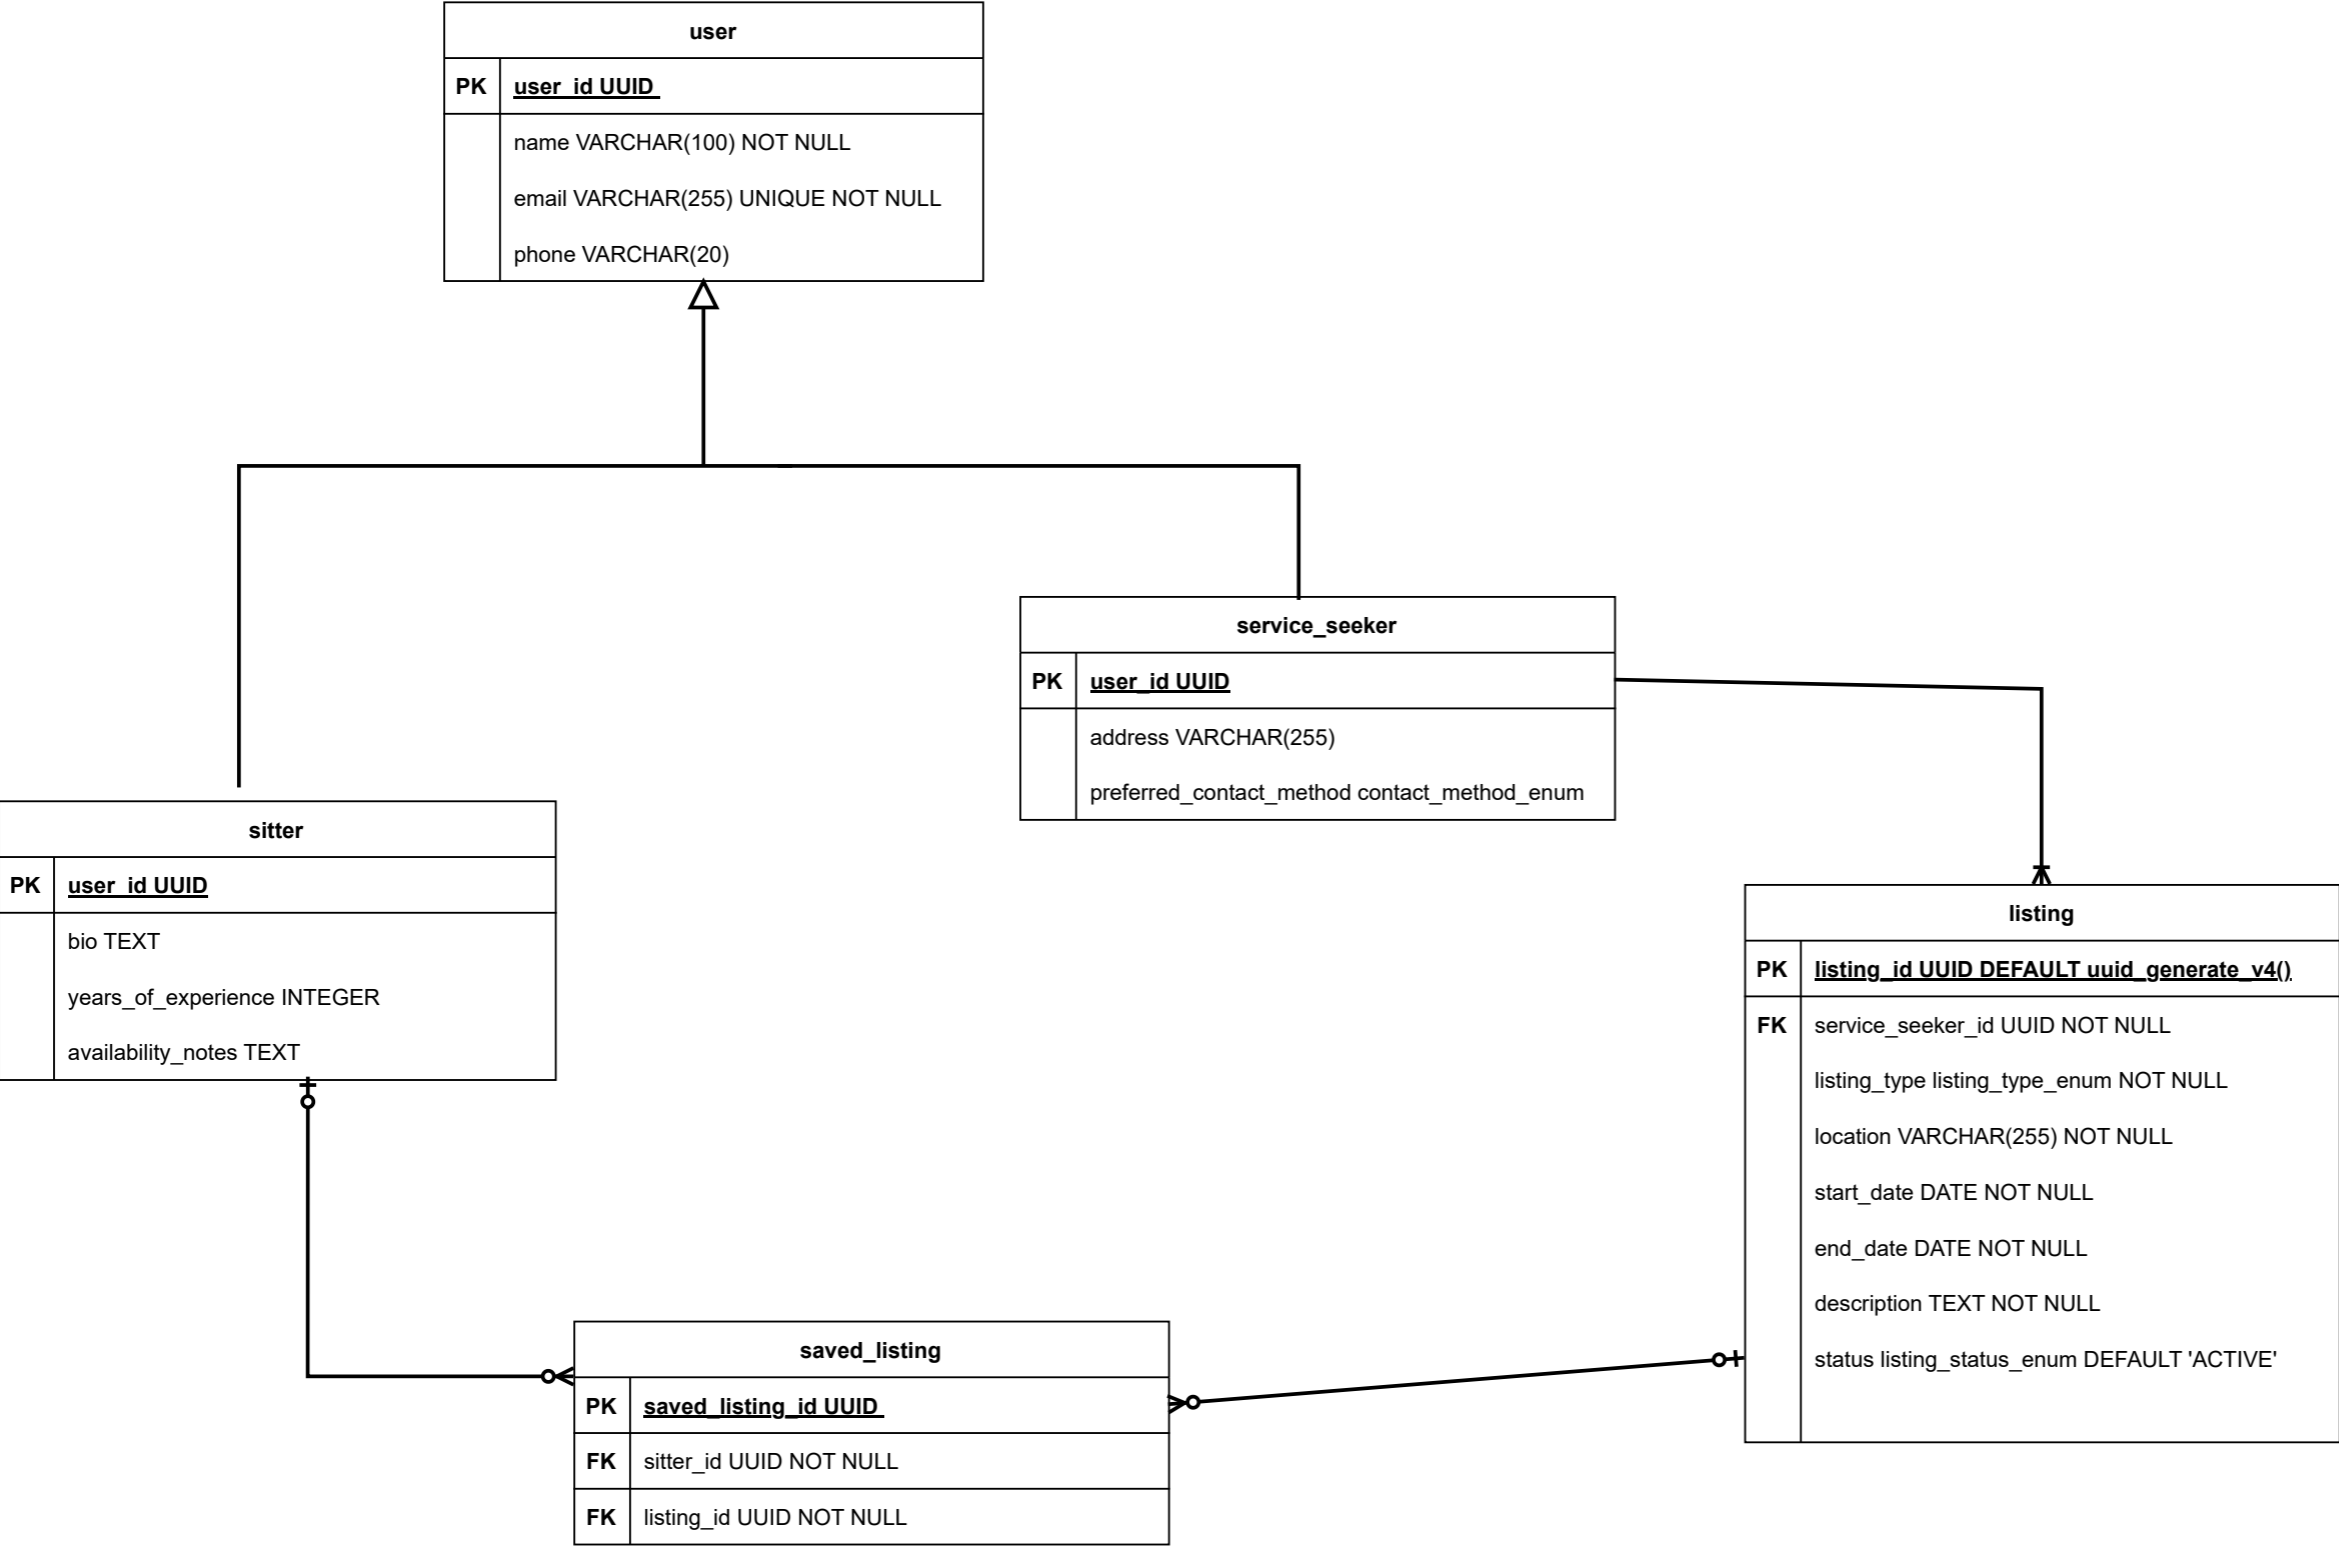 user
PK user_id UUID
name VARCHAR(100) NOT NULL
email VARCHAR(255) UNIQUE NOT NULL
phone VARCHAR(20)
service_seeker
PK user_id UUID
address VARCHAR(255)
preferred_contact_method contact_method_enum
sitter
PK user_id UUID
bio TEXT
years_of_experience INTEGER
availability_notes TEXT
listing
PK listing_id UUID DEFAULT uuid_generate_v4()
FK service_seeker_id UUID NOT NULL
listing_type listing_type_enum NOT NULL
location VARCHAR(255) NOT NULL
start_date DATE NOT NULL
end_date DATE NOT NULL
description TEXT NOT NULL
status listing_status_enum DEFAULT 'ACTIVE'
saved_listing
PK saved_listing_id UUID
FK sitter_id UUID NOT NULL
FK listing_id UUID NOT NULL